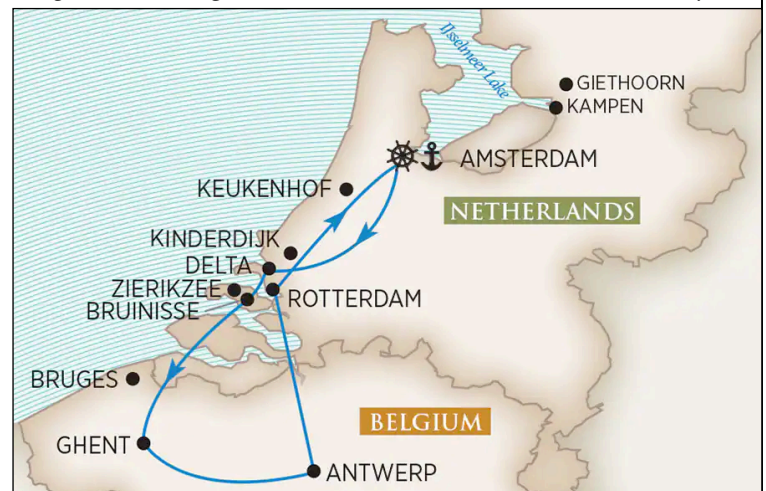 IJsselmeer Lake
GIETHOORN
KAMPEN
AMSTERDAM
KEUKENHOF
NETHERLANDS
KINDERDIJK
DELTA
ZIERIKZEE
ROTTERDAM
BRUINISSE
BRUGES
BELGIUM
GHENT
ANTWERP